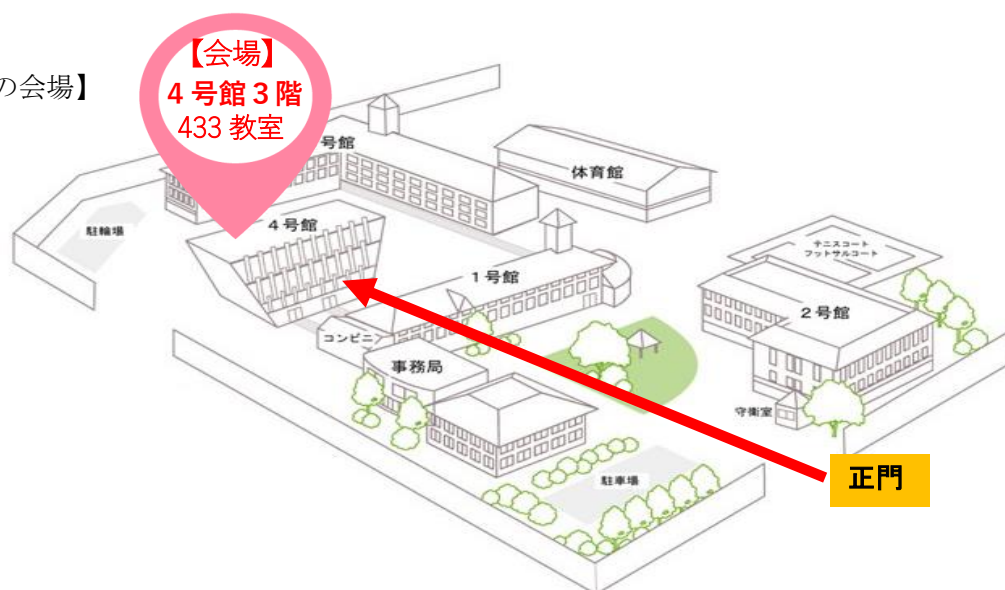 の会場】
【会場】
4号館3階
433教室
号館
体育館
駐輪場
4号館
テニスコート
フットサルコート
1号館
2号館
コンビニ
事務局
守衛室
駐車場
正門